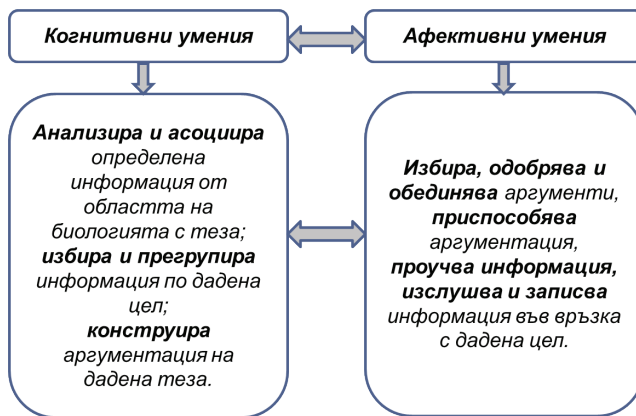 Когнитивни умения
Афективни умения
Анализира и асоциира
определена
информация от
областта на
биологията с теза;
избира и прегрупира
информация по дадена
цел;
конструира
аргументация на
дадена теза.
Избира, одобрява и
обединява аргументи,
приспособява
аргументация,
проучва информация,
изслушва и записва
информация във връзка
с дадена цел.